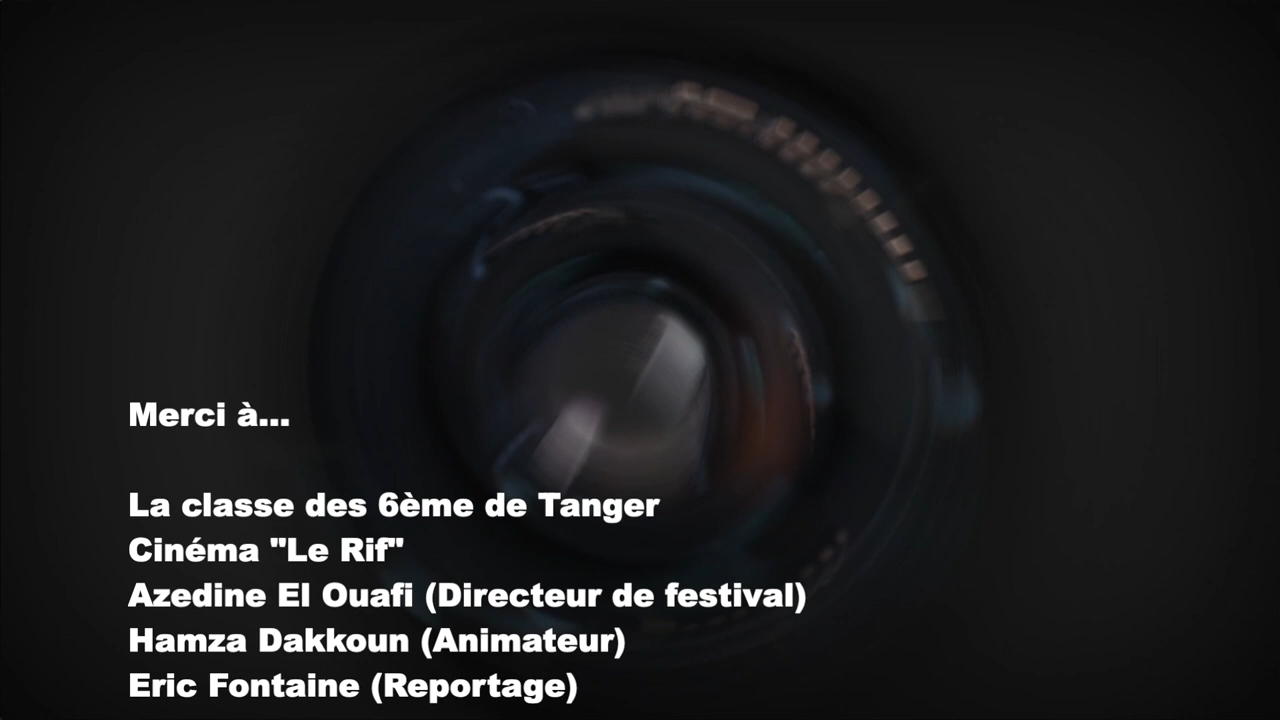 Merci à...
La classe des 6ème de Tanger
Cinéma "Le Rif"
Azedine El Ouafi (Directeur de festival)
Hamza Dakkoun (Animateur)
Eric Fontaine (Reportage)